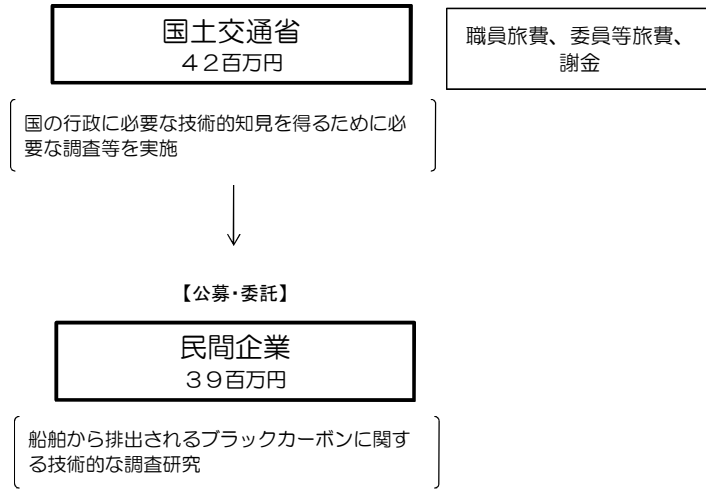 国土交通省
４２百万円
職員旅費、委員等旅費、
謝金
国の行政に必要な技術的知見を得るために必
要な調査等を実施
【公募・委託】
民間企業
３９百万円
船舶から排出されるブラックカーボンに関す
る技術的な調査研究